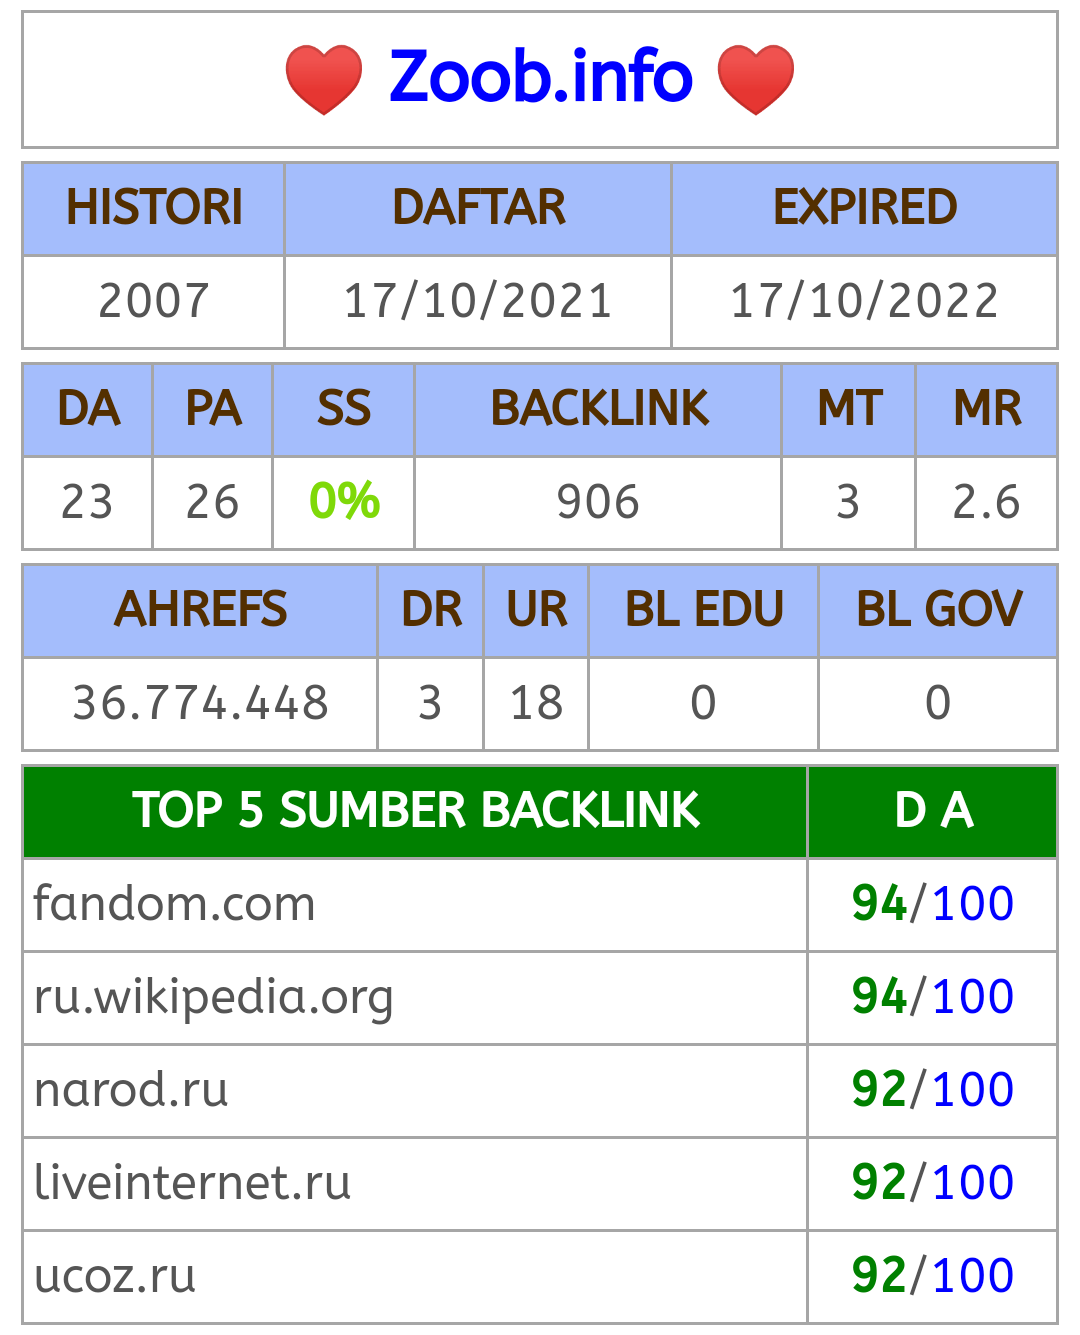 ❤️ Zoob.info ❤️
HISTORI DAFTAR EXPIRED
2007 17/10/2021 17/10/2022
DA PA SS BACKLINK MT MR
23 26 0% 906 3 2.6
AHREFS DR UR BL EDU BL GOV
36.774.448 3 18 0 0
TOP 5 SUMBER BACKLINK D A
fandom.com 94/100
ru.wikipedia.org 94/100
narod.ru 92/100
liveinternet.ru 92/100
ucoz.ru 92/100